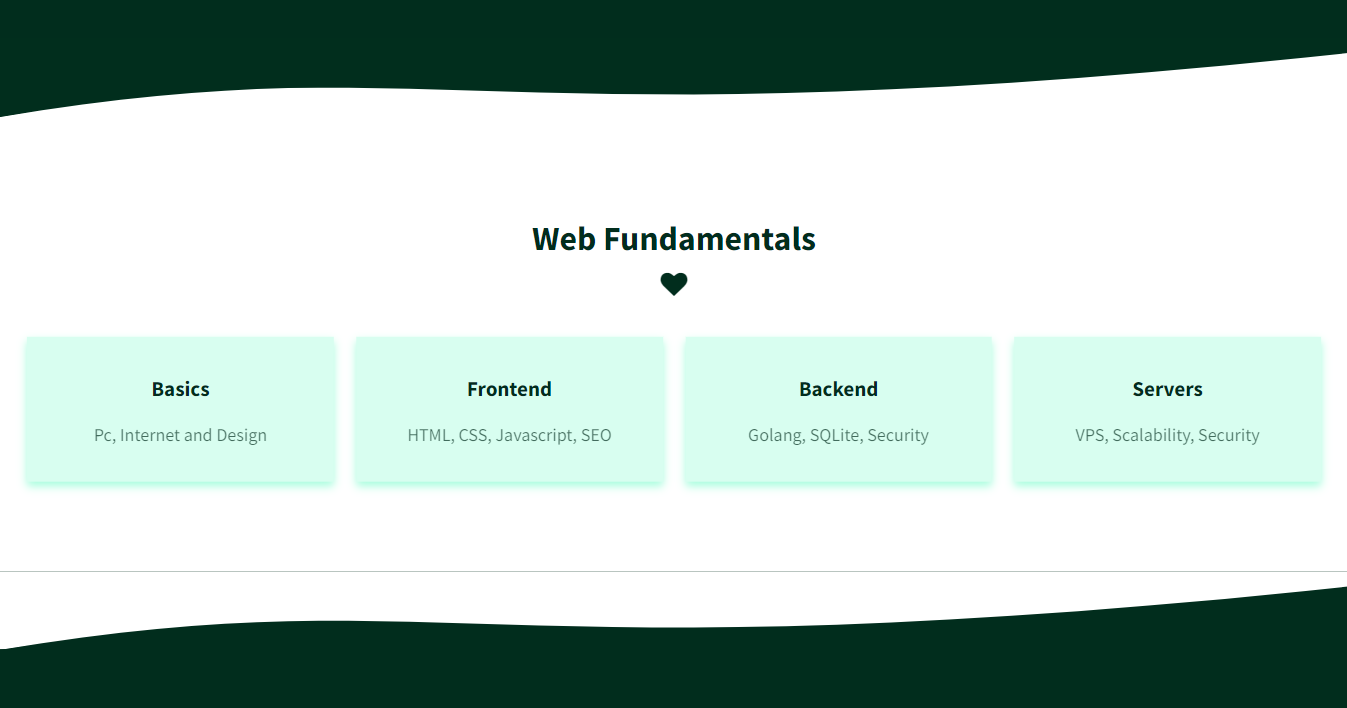 Web Fundamentals
Basics
Pc, Internet and Design
Frontend
HTML, CSS, Javascript, SEO
Backend
Golang, SQLite, Security
Servers
VPS, Scalability, Security